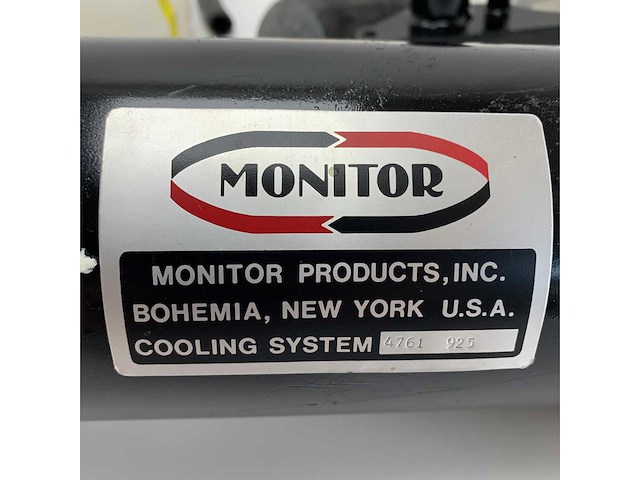 MONITOR
MONITOR PRODUCTS, INC.
BOHEMIA, NEW YORK U.S.A.
COOLING SYSTEM 4761 925